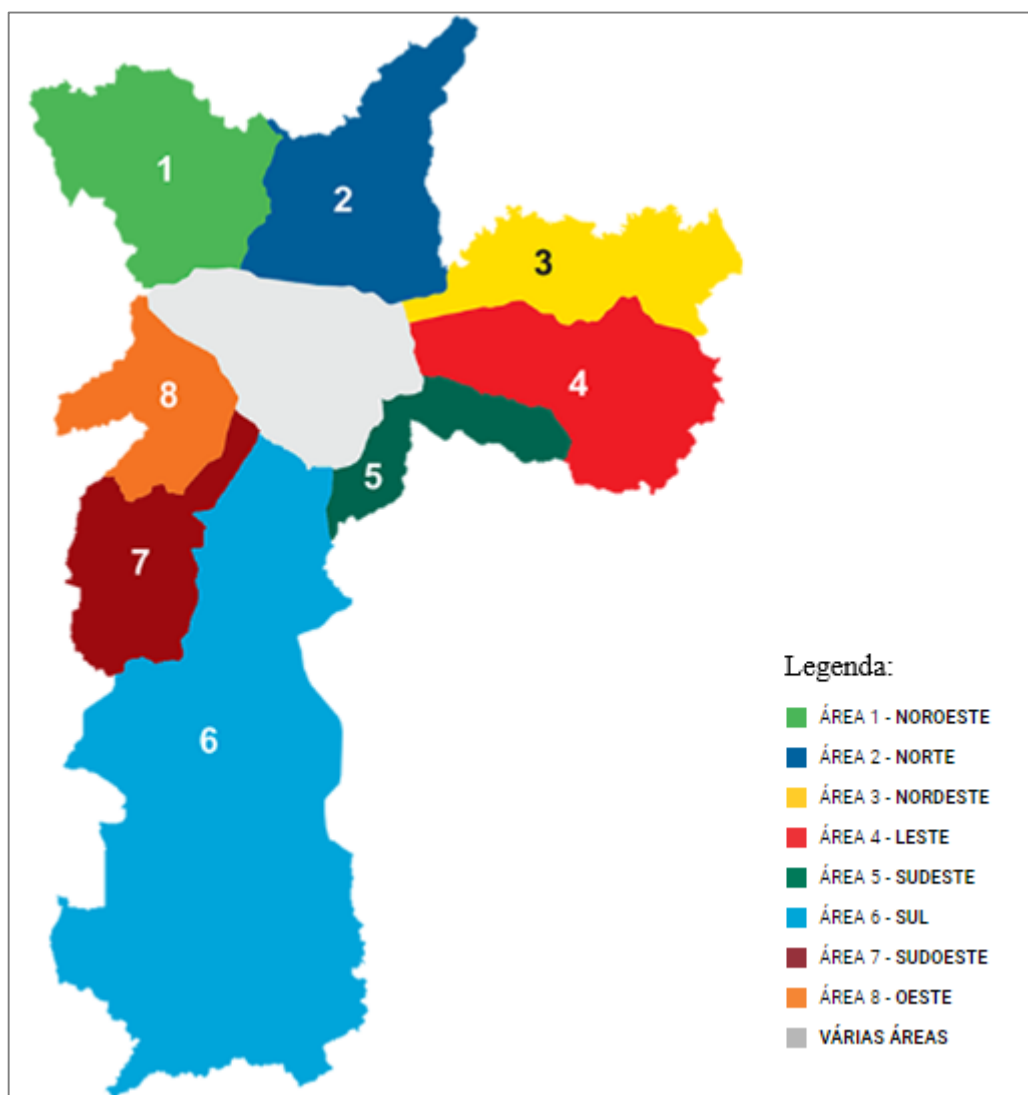 1
2
3
4
8
5
7
6
Legenda:
ÁREA 1 - NOROESTE
ÁREA 2 - NORTE
ÁREA 3 - NORDESTE
ÁREA 4 - LESTE
ÁREA 5 - SUDESTE
ÁREA 6 - SUL
ÁREA 7 - SUDOESTE
ÁREA 8 - OESTE
VÁRIAS ÁREAS